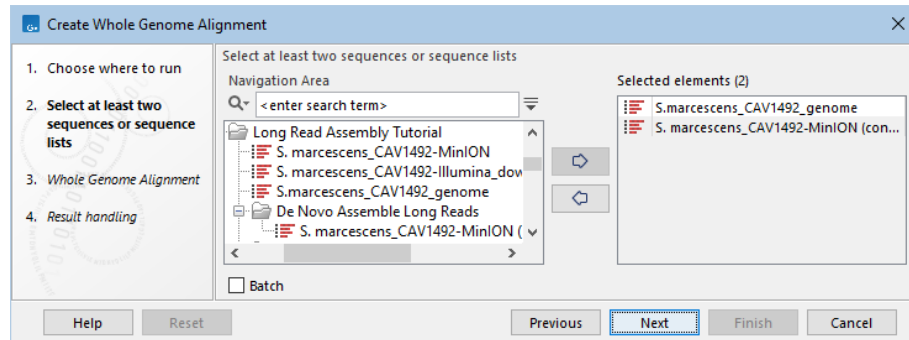 G.
Create Whole Genome Alignment
1. Choose where to run
2. Select at least two
sequences or sequence
lists
3. Whole Genome Alignment
4. Result handling
Select at least two sequences or sequence lists
Navigation Area
<enter search term>
Long Read Assembly Tutorial
S. marcescens_CAV1492-MinION
S. marcescens_CAV1492-Illumina_dow
S.marcescens_CAV1492_genome
De Novo Assemble Long Reads
S. marcescens_CAV1492-MinION (
Batch
Selected elements (2)
S.marcescens_CAV1492_genome
S. marcescens_CAV1492-MinION (con...
Help
Reset
Previous
Next
Finish
Cancel